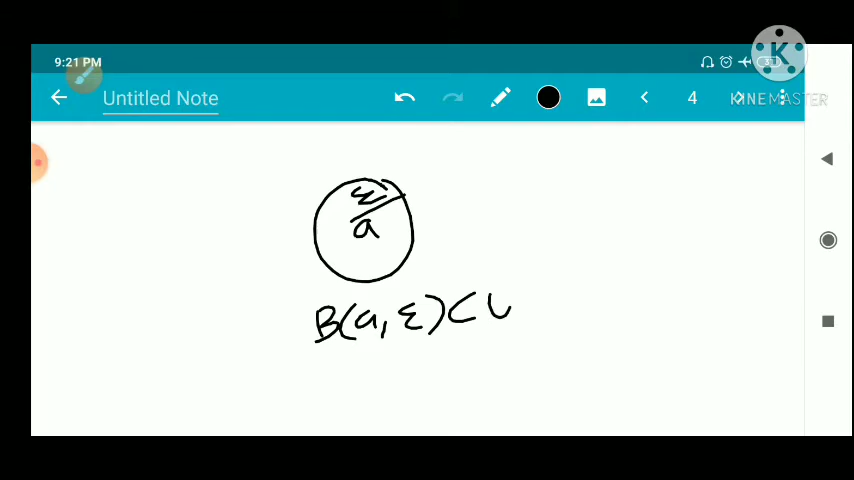 9:21 PM
K
KINEMASTER
Untitled Note
4
ε
a
B(a, ε) ⊂ U